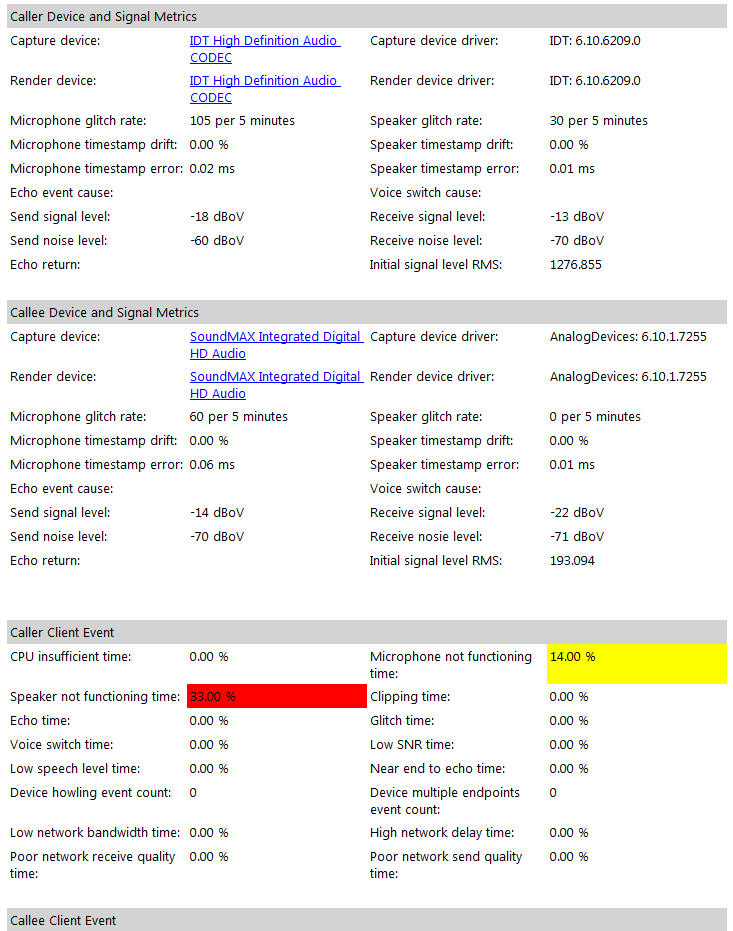 Caller Device and Signal Metrics
Capture device: IDT High Definition Audio CODEC Capture device driver: IDT: 6.10.6209.0
Render device: IDT High Definition Audio CODEC Render device driver: IDT: 6.10.6209.0
Microphone glitch rate: 105 per 5 minutes Speaker glitch rate: 30 per 5 minutes
Microphone timestamp drift: 0.00 % Speaker timestamp drift: 0.00 %
Microphone timestamp error: 0.02 ms Speaker timestamp error: 0.01 ms
Echo event cause: Voice switch cause:
Send signal level: -18 dBoV Receive signal level: -13 dBoV
Send noise level: -60 dBoV Receive noise level: -70 dBoV
Echo return: Initial signal level RMS: 1276.855
Callee Device and Signal Metrics
Capture device: SoundMAX Integrated Digital HD Audio Capture device driver: AnalogDevices: 6.10.1.7255
Render device: SoundMAX Integrated Digital HD Audio Render device driver: AnalogDevices: 6.10.1.7255
Microphone glitch rate: 60 per 5 minutes Speaker glitch rate: 0 per 5 minutes
Microphone timestamp drift: 0.00 % Speaker timestamp drift: 0.00 %
Microphone timestamp error: 0.06 ms Speaker timestamp error: 0.01 ms
Echo event cause: Voice switch cause:
Send signal level: -14 dBoV Receive signal level: -22 dBoV
Send noise level: -70 dBoV Receive nosie level: -71 dBoV
Echo return: Initial signal level RMS: 193.094
Caller Client Event
CPU insufficient time: 0.00 % Microphone not functioning time: 14.00 %
Speaker not functioning time: 33.00 % Clipping time: 0.00 %
Echo time: 0.00 % Glitch time: 0.00 %
Voice switch time: 0.00 % Low SNR time: 0.00 %
Low speech level time: 0.00 % Near end to echo time: 0.00 %
Device howling event count: 0 Device multiple endpoints event count: 0
Low network bandwidth time: 0.00 % High network delay time: 0.00 %
Poor network receive quality time: 0.00 % Poor network send quality time: 0.00 %
Callee Client Event